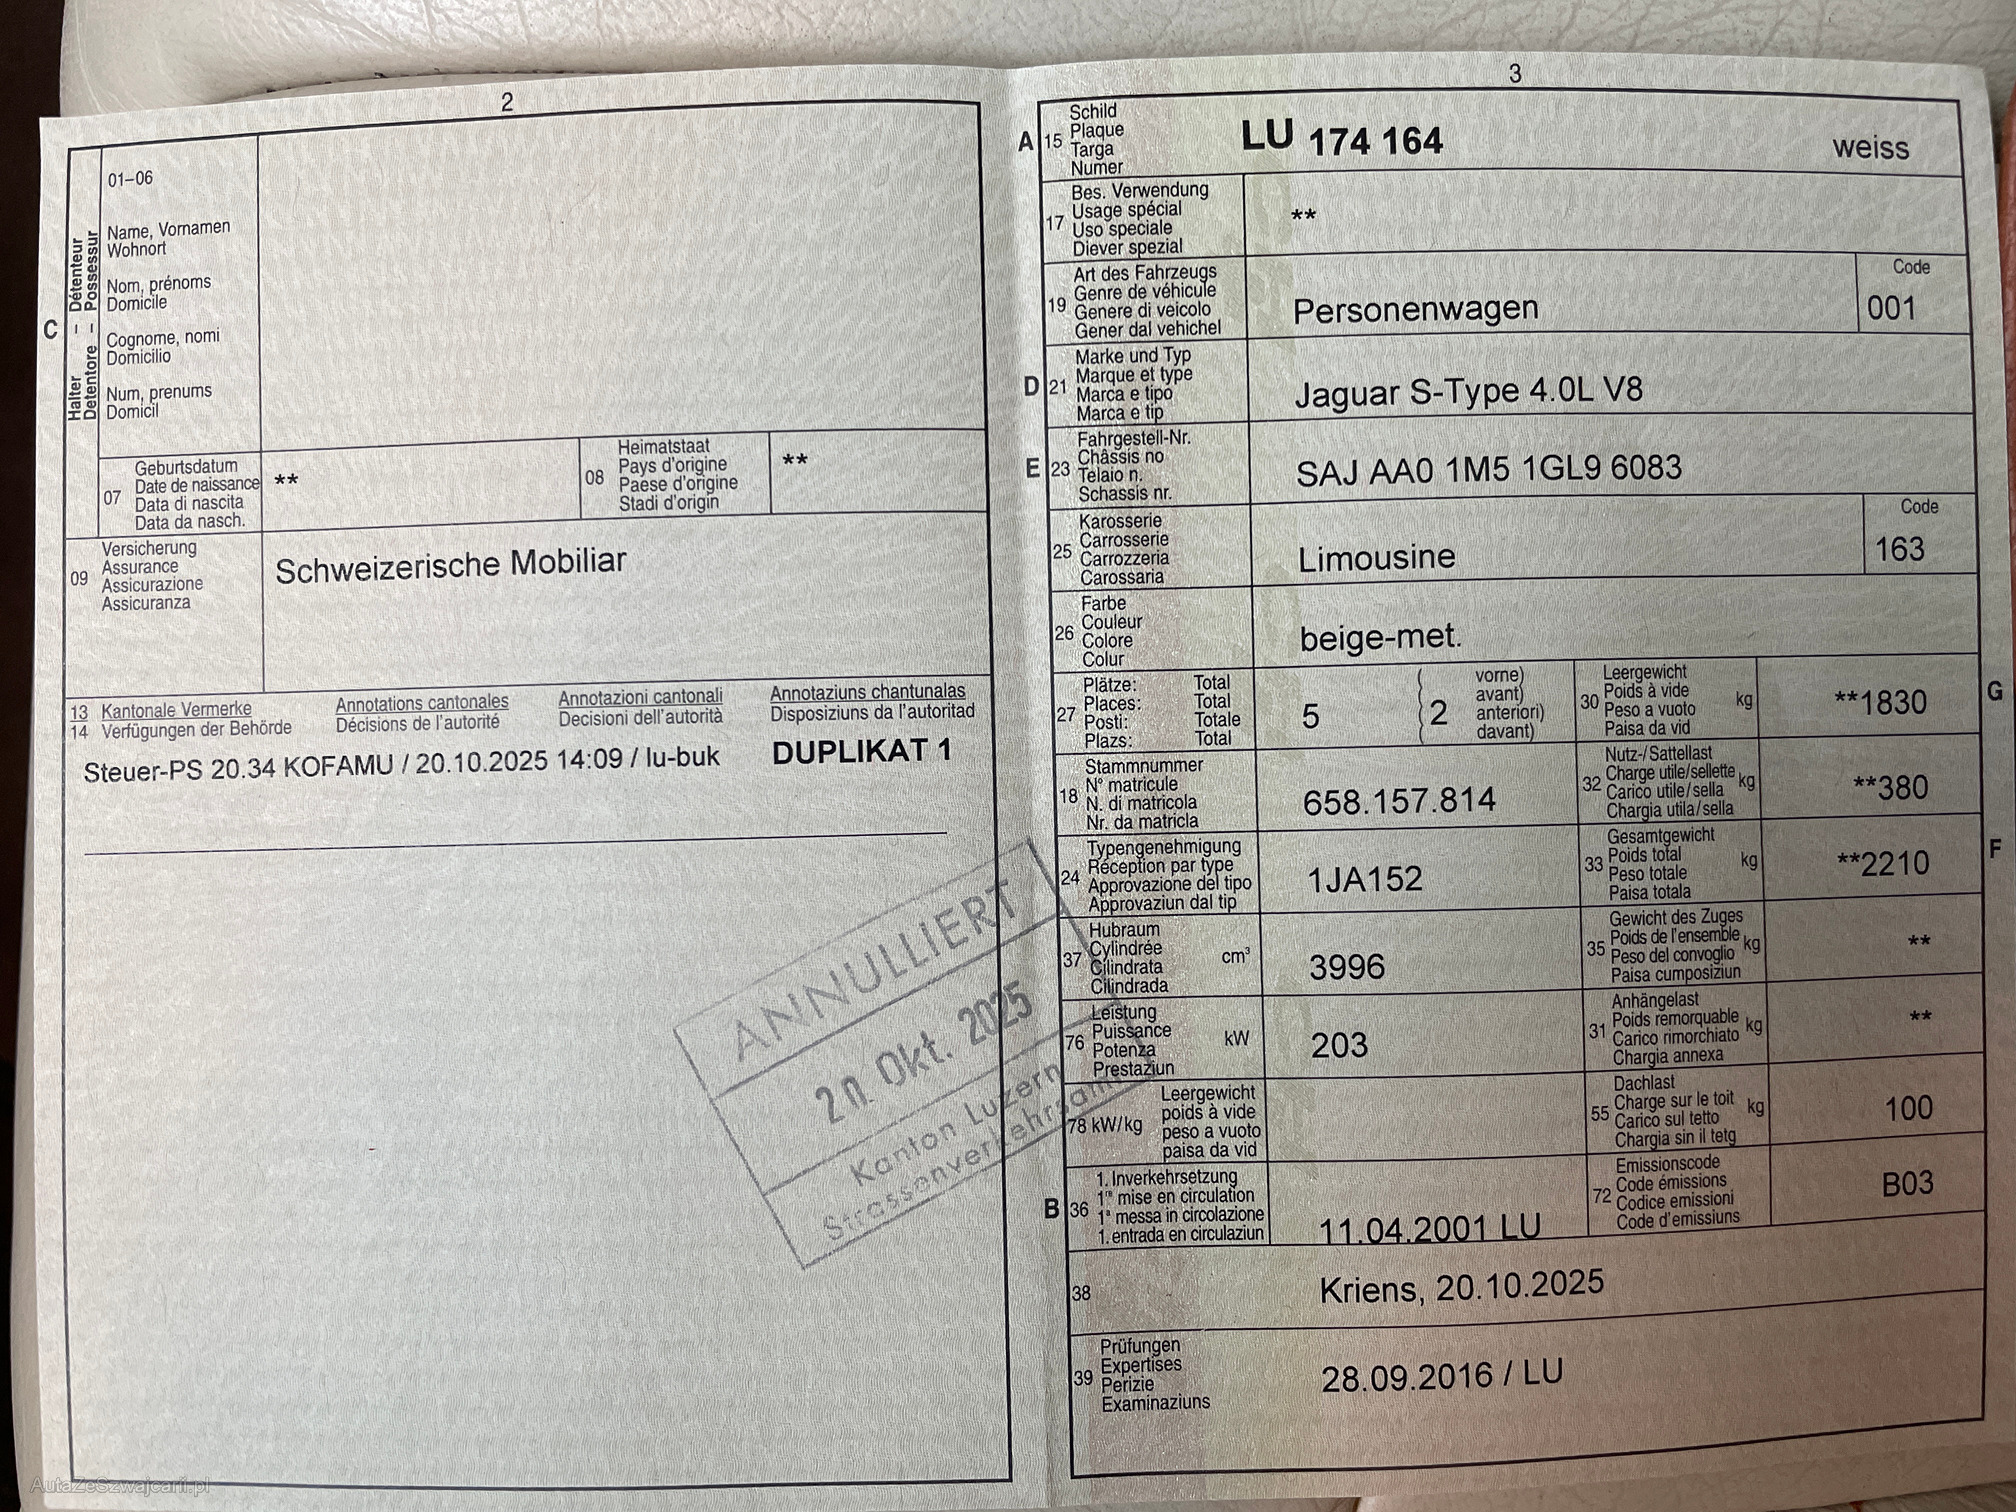 2
01–06
Name, Vornamen
Wohnort
Nom, prénoms
Domicile
Cognome, nomi
Domicilio
Num, prenums
Domicil
C
Halter – Détenteur
Detentore – Possessur
07
Geburtsdatum
Date de naissance
Data di nascita
Data da nasch.
**
08
Heimatstaat
Pays d'origine
Paese d'origine
Stadi d'origin
**
09
Versicherung
Assurance
Assicurazione
Assicuranza
Schweizerische Mobiliar
13 Kantonale Vermerke Annotations cantonales Annotazioni cantonali Annotaziuns chantunalas
14 Verfügungen der Behörde Décisions de l'autorité Decisioni dell'autorità Disposiziuns da l'autoritad
Steuer-PS 20.34 KOFAMU / 20.10.2025 14:09 / lu-buk DUPLIKAT 1
ANNULLIERT
20. Okt. 2025
Kanton Luzern
Strassenverkehrsamt
3
A 15
Schild
Plaque
Targa
Numer
LU 174 164 weiss
17
Bes. Verwendung
Usage spécial
Uso speciale
Diever spezial
**
19
Art des Fahrzeugs
Genre de véhicule
Genere di veicolo
Gener dal vehichel
Personenwagen
Code
001
D 21
Marke und Typ
Marque et type
Marca e tipo
Marca e tip
Jaguar S-Type 4.0L V8
E 23
Fahrgestell-Nr.
Châssis no
Telaio n.
Schassis nr.
SAJ AA0 1M5 1GL9 6083
25
Karosserie
Carrosserie
Carrozzeria
Carossaria
Limousine
Code
163
26
Farbe
Couleur
Colore
Colur
beige-met.
27
Plätze: Total
Places: Total
Posti: Totale
Plazs: Total
5
2
vorne)
avant)
anteriori)
davant)
30
Leergewicht
Poids à vide
Peso a vuoto
Paisa da vid
kg
**1830
G
18
Stammnummer
N° matricule
N. di matricola
Nr. da matricla
658.157.814
32
Nutz-/Sattellast
Charge utile/sellette
Carico utile/sella
Chargia utila/sella
kg
**380
24
Typengenehmigung
Réception par type
Approvazione del tipo
Approvaziun dal tip
1JA152
33
Gesamtgewicht
Poids total
Peso totale
Paisa totala
kg
**2210
F
37
Hubraum
Cylindrée
Cilindrata
Cilindrada
cm³
3996
35
Gewicht des Zuges
Poids de l'ensemble
Peso del convoglio
Paisa cumposiziun
kg
**
76
Leistung
Puissance
Potenza
Prestaziun
kW
203
31
Anhängelast
Poids remorquable
Carico rimorchiato
Chargia annexa
kg
**
78 kW/kg
Leergewicht
poids à vide
peso a vuoto
paisa da vid
55
Dachlast
Charge sur le toit
Carico sul tetto
Chargia sin il tetg
kg
100
B 36
1. Inverkehrsetzung
1re mise en circulation
1a messa in circolazione
1. entrada en circulaziun
11.04.2001 LU
72
Emissionscode
Code émissions
Codice emissioni
Code d'emissiuns
B03
38
Kriens, 20.10.2025
39
Prüfungen
Expertises
Perizie
Examinaziuns
28.09.2016 / LU
AutaZeSzwajcarii.pl